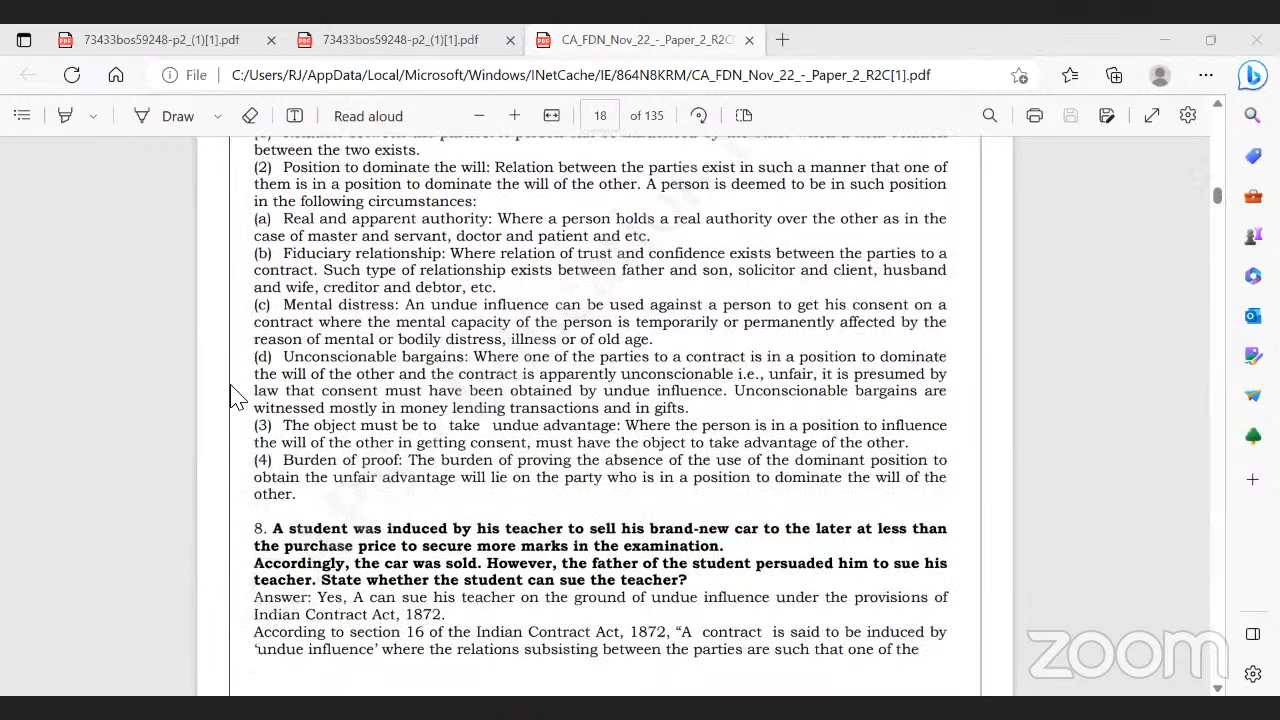 73433bos59248-p2_(1)[1].pdf
73433bos59248-p2_(1)[1].pdf
CA_FDN_Nov_22_-_Paper_2_R2C
File
C:/Users/RJ/AppData/Local/Microsoft/Windows/INetCache/IE/864N8KRM/CA_FDN_Nov_22_-_Paper_2_R2C[1].pdf
Draw
Read aloud
18 of 135
between the two exists.
(2) Position to dominate the will: Relation between the parties exist in such a manner that one of
them is in a position to dominate the will of the other. A person is deemed to be in such position
in the following circumstances:
(a) Real and apparent authority: Where a person holds a real authority over the other as in the
case of master and servant, doctor and patient and etc.
(b) Fiduciary relationship: Where relation of trust and confidence exists between the parties to a
contract. Such type of relationship exists between father and son, solicitor and client, husband
and wife, creditor and debtor, etc.
(c) Mental distress: An undue influence can be used against a person to get his consent on a
contract where the mental capacity of the person is temporarily or permanently affected by the
reason of mental or bodily distress, illness or of old age.
(d) Unconscionable bargains: Where one of the parties to a contract is in a position to dominate
the will of the other and the contract is apparently unconscionable i.e., unfair, it is presumed by
law that consent must have been obtained by undue influence. Unconscionable bargains are
witnessed mostly in money lending transactions and in gifts.
(3) The object must be to take undue advantage: Where the person is in a position to influence
the will of the other in getting consent, must have the object to take advantage of the other.
(4) Burden of proof: The burden of proving the absence of the use of the dominant position to
obtain the unfair advantage will lie on the party who is in a position to dominate the will of the
other.
8. A student was induced by his teacher to sell his brand-new car to the later at less than
the purchase price to secure more marks in the examination.
Accordingly, the car was sold. However, the father of the student persuaded him to sue his
teacher. State whether the student can sue the teacher?
Answer: Yes, A can sue his teacher on the ground of undue influence under the provisions of
Indian Contract Act, 1872.
According to section 16 of the Indian Contract Act, 1872, “A contract is said to be induced by
‘undue influence’ where the relations subsisting between the parties are such that one of the
zoom